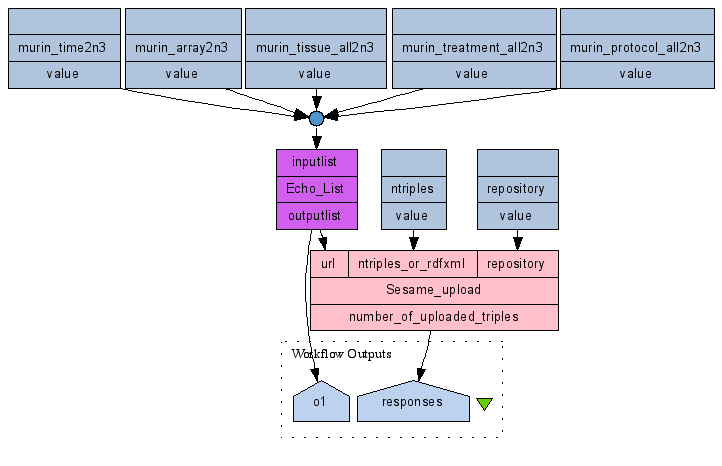 murin_time2n3 murin_array2n3 murin_tissue_all2n3 murin_treatment_all2n3 murin_protocol_all2n3
value value value value value
inputlist
Echo_List ntriples repository
outputlist value value
url ntriples_or_rdfxml repository
Sesame_upload
number_of_uploaded_triples
Workflow Outputs
o1 responses